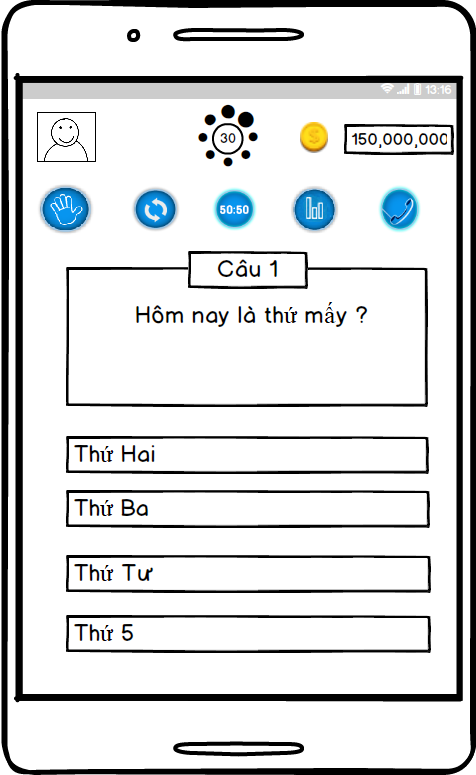 13:16
30
$
150,000,000
50:50
Câu 1
Hôm nay là thứ mấy ?
Thứ Hai
Thứ Ba
Thứ Tư
Thứ 5